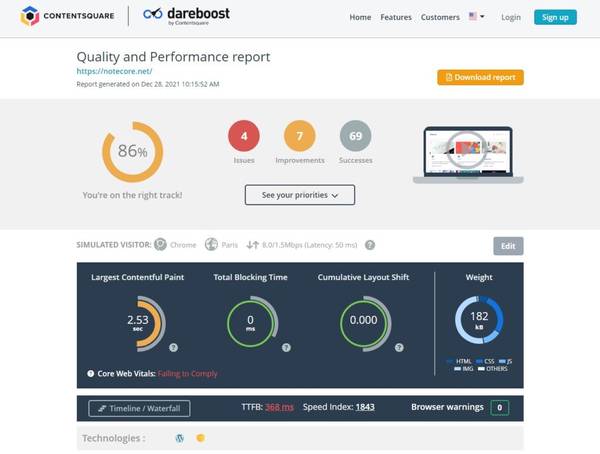 CONTENTSQUARE
dareboost
by Contentsquare
Home Features Customers Login Sign up
Quality and Performance report
https://notecore.net/
Report generated on Dec 28, 2021 10:15:52 AM
Download report
86%
You're on the right track!
4 7 69
Issues Improvements Successes
See your priorities
SIMULATED VISITOR: Chrome Paris 8.0/1.5Mbps (Latency: 50 ms) ?
Edit
Largest Contentful Paint Total Blocking Time Cumulative Layout Shift Weight
2.53 0 0.000 182
sec ms kB
? ? ?
HTML CSS JS
IMG OTHERS
? Core Web Vitals: Failing to Comply
Timeline / Waterfall TTFB: 368 ms Speed Index: 1843 Browser warnings 0
Technologies :